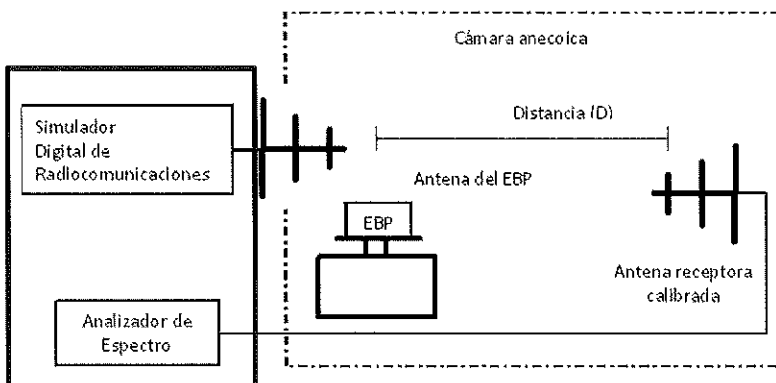 Cámara anecoica
Simulador
Digital de
Radiocomunicaciones
Distancia (D)
Antena del EBP
EBP
Antena receptora
calibrada
Analizador de
Espectro